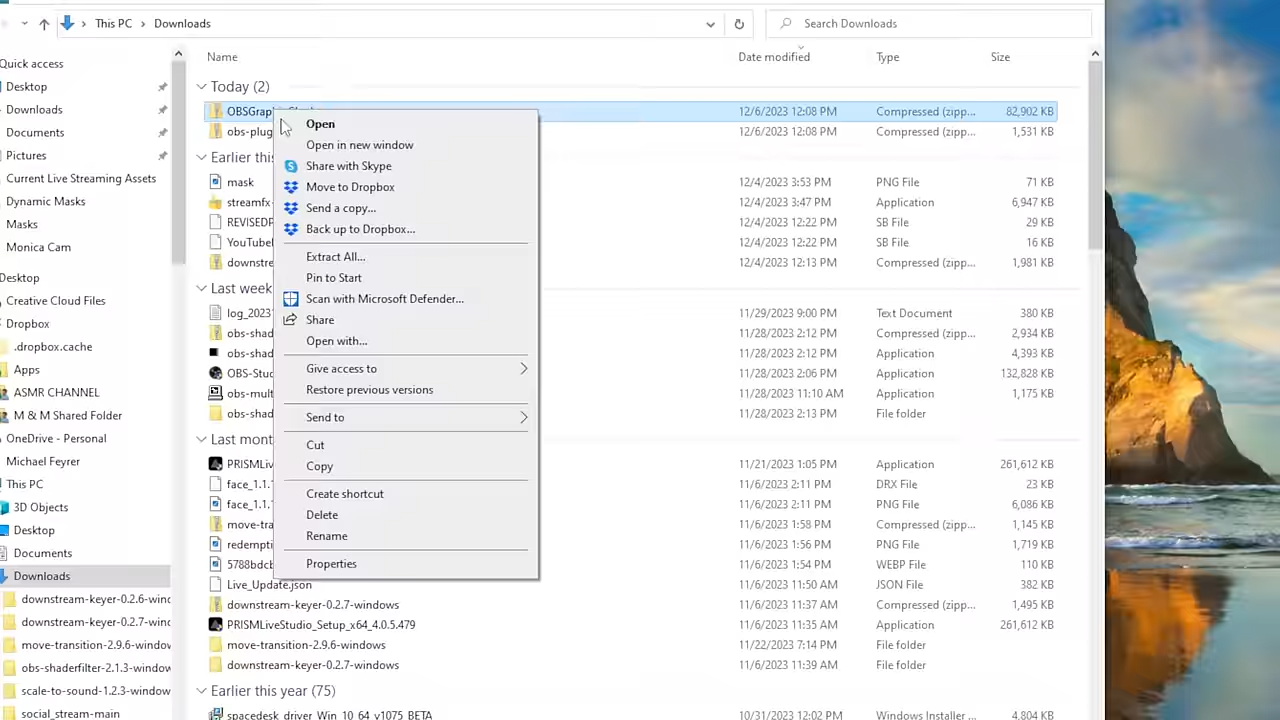 This PC
Downloads
Search Downloads
Name
Date modified
Type
Size
Quick access
Desktop
Downloads
Documents
Pictures
Current Live Streaming Assets
Dynamic Masks
Masks
Monica Cam
Desktop
Creative Cloud Files
Dropbox
.dropbox.cache
Apps
ASMR CHANNEL
M & M Shared Folder
OneDrive - Personal
Michael Feyrer
This PC
3D Objects
Desktop
Documents
Downloads
downstream-keyer-0.2.6-wind
downstream-keyer-0.2.7-wind
move-transition-2.9.6-windo
obs-shaderfilter-2.1.3-window
scale-to-sound-1.2.3-window
social_stream-main
Today (2)
OBSGrap 12/6/2023 12:08 PM Compressed (zipp... 82,902 KB
obs-plug 12/6/2023 12:08 PM Compressed (zipp... 1,531 KB
Earlier this
mask 12/4/2023 3:53 PM PNG File 71 KB
streamfx 12/4/2023 3:47 PM Application 6,947 KB
REVISEDP 12/4/2023 12:22 PM SB File 29 KB
YouTubeI 12/4/2023 12:22 PM SB File 16 KB
downstre 12/4/2023 12:13 PM Compressed (zipp... 1,981 KB
Last week
log_2023 11/29/2023 9:00 PM Text Document 380 KB
obs-shad 11/28/2023 2:12 PM Compressed (zipp... 2,934 KB
obs-shad 11/28/2023 2:12 PM Application 4,393 KB
OBS-Stud 11/28/2023 2:06 PM Application 132,828 KB
obs-mult 11/28/2023 11:10 AM Application 1,175 KB
obs-shad 11/28/2023 2:13 PM File folder
Last mont
PRISMLiv 11/21/2023 1:05 PM Application 261,612 KB
face_1.1. 11/6/2023 2:11 PM DRX File 23 KB
face_1.1. 11/6/2023 2:11 PM PNG File 6,086 KB
move-tra 11/6/2023 1:58 PM Compressed (zipp... 1,145 KB
redempti 11/6/2023 1:56 PM PNG File 1,719 KB
5788bdcb 11/6/2023 1:54 PM WEBP File 110 KB
Live_Update.json 11/6/2023 11:50 AM JSON File 382 KB
downstream-keyer-0.2.7-windows 11/6/2023 11:37 AM Compressed (zipp... 1,495 KB
PRISMLiveStudio_Setup_x64_4.0.5.479 11/6/2023 11:35 AM Application 261,612 KB
move-transition-2.9.6-windows 11/22/2023 7:14 PM File folder
downstream-keyer-0.2.7-windows 11/6/2023 11:39 AM File folder
Earlier this year (75)
spacedesk_driver_Win_10_64_v1075_BETA 10/31/2023 12:02 PM Windows Installer ... 4,804 KB
Open
Open in new window
Share with Skype
Move to Dropbox
Send a copy...
Back up to Dropbox...
Extract All...
Pin to Start
Scan with Microsoft Defender...
Share
Open with...
Give access to
Restore previous versions
Send to
Cut
Copy
Create shortcut
Delete
Rename
Properties